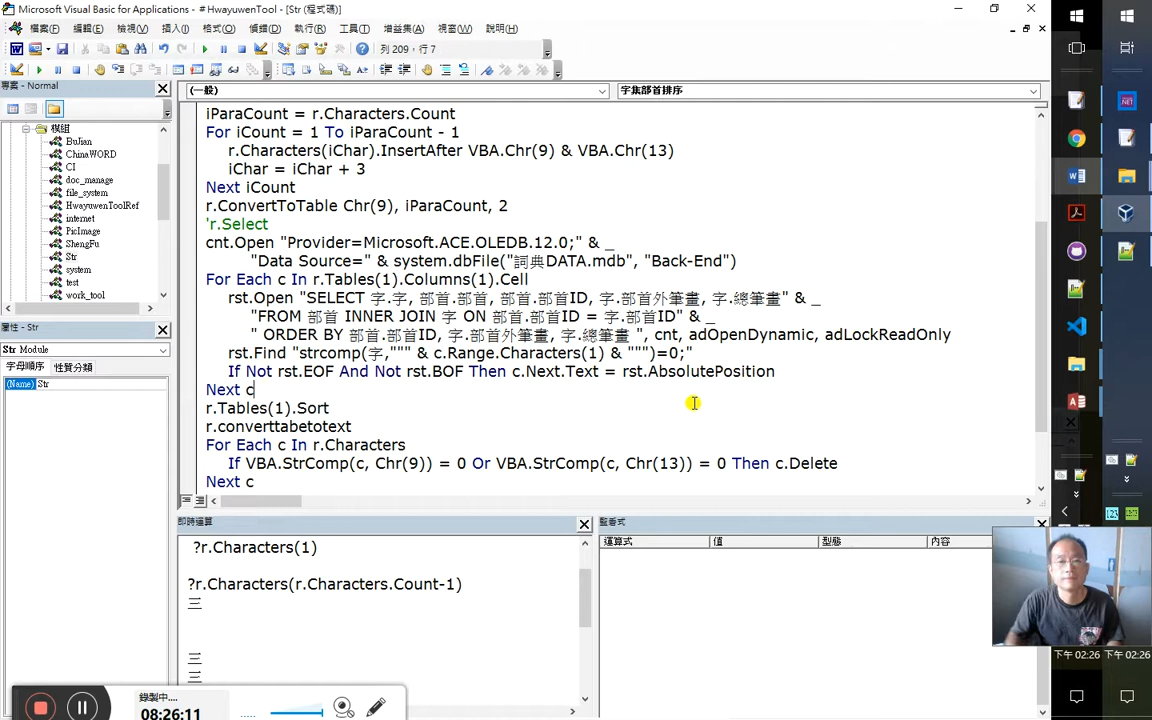 Microsoft Visual Basic for Applications - #HwayuwenTool - [Str (程式碼)]
檔案(F) 編輯(E) 檢視(V) 插入(I) 格式(O) 偵錯(D) 執行(R) 工具(T) 增益集(A) 視窗(W) 說明(H)
列 209，行 7
專案 - Normal
模組
BuJian
ChinaWORD
CI
doc_manage
file_system
HwayuwenToolRef
internet
PicImage
ShengFu
Str
system
test
work_tool
屬性 - Str
Str Module
字母順序 性質分類
(Name) Str
(一般) 字集部首排序
iParaCount = r.Characters.Count
For iCount = 1 To iParaCount - 1
r.Characters(iChar).InsertAfter VBA.Chr(9) & VBA.Chr(13)
iChar = iChar + 3
Next iCount
r.ConvertToTable Chr(9), iParaCount, 2
'r.Select
cnt.Open "Provider=Microsoft.ACE.OLEDB.12.0;" & _
"Data Source=" & system.dbFile("詞典DATA.mdb", "Back-End")
For Each c In r.Tables(1).Columns(1).Cell
rst.Open "SELECT 字.字, 部首.部首, 部首.部首ID, 字.部首外筆畫, 字.總筆畫" & _
"FROM 部首 INNER JOIN 字 ON 部首.部首ID = 字.部首ID" & _
" ORDER BY 部首.部首ID, 字.部首外筆畫, 字.總筆畫 ", cnt, adOpenDynamic, adLockReadOnly
rst.Find "strcomp(字,""" & c.Range.Characters(1) & """)=0;"
If Not rst.EOF And Not rst.BOF Then c.Next.Text = rst.AbsolutePosition
Next c
r.Tables(1).Sort
r.converttabetotext
For Each c In r.Characters
If VBA.StrComp(c, Chr(9)) = 0 Or VBA.StrComp(c, Chr(13)) = 0 Then c.Delete
Next c
即時運算
?r.Characters(1)
?r.Characters(r.Characters.Count-1)
三
三
三
監看式
運算式 值 型態 內容
錄製中....
08:26:11
下午 02:26 下午 02:26